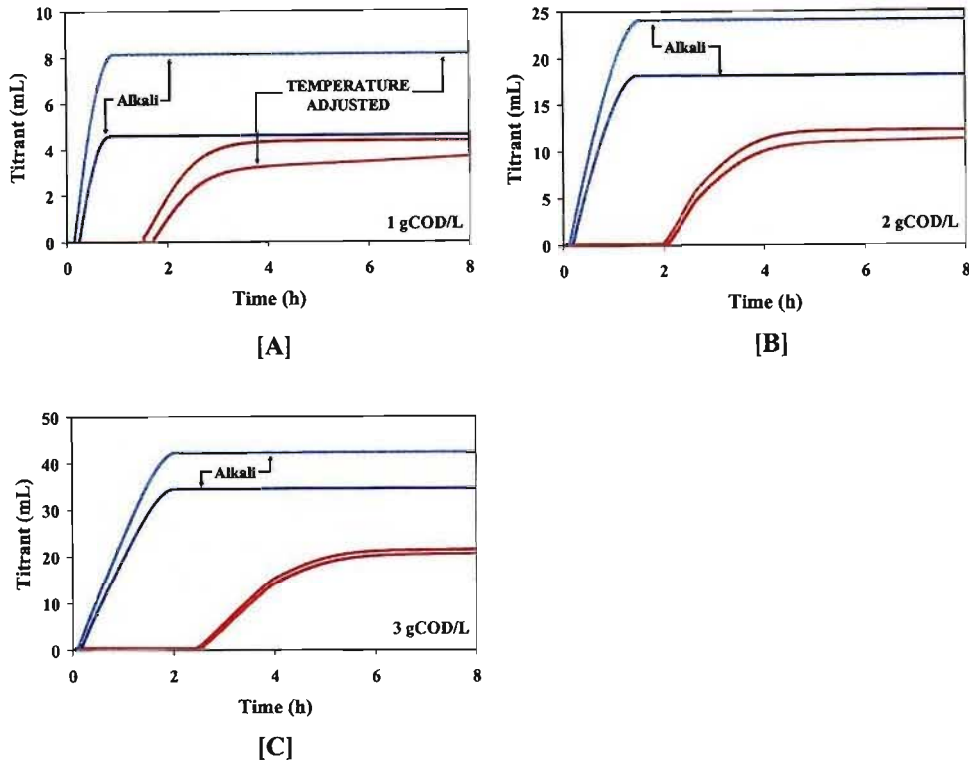 10
8
6
4
2
0
Titrant (mL)
Alkali
TEMPERATURE
ADJUSTED
1 gCOD/L
0 2 4 6 8
Time (h)
[A]
25
20
15
10
5
0
Titrant (mL)
Alkali
2 gCOD/L
0 2 4 6 8
Time (h)
[B]
50
40
30
20
10
0
Titrant (mL)
Alkali
3 gCOD/L
0 2 4 6 8
Time (h)
[C]